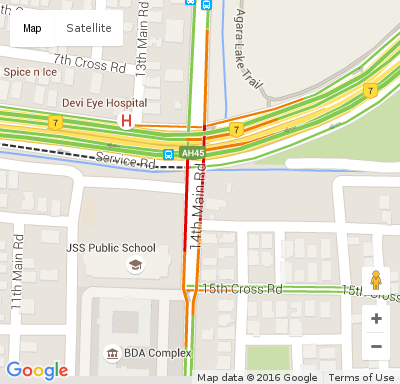 Map
Satellite
13th Main Rd
7th Cross Rd
Agara Lake Trail
Spice n Ice
Devi Eye Hospital
H
7
7
7
AH45
Service Rd
14th Main Rd
JSS Public School
11th Main Rd
15th Cross Rd
15th Cross
BDA Complex
+
−
Google
Map data © 2016 Google
Terms of Use